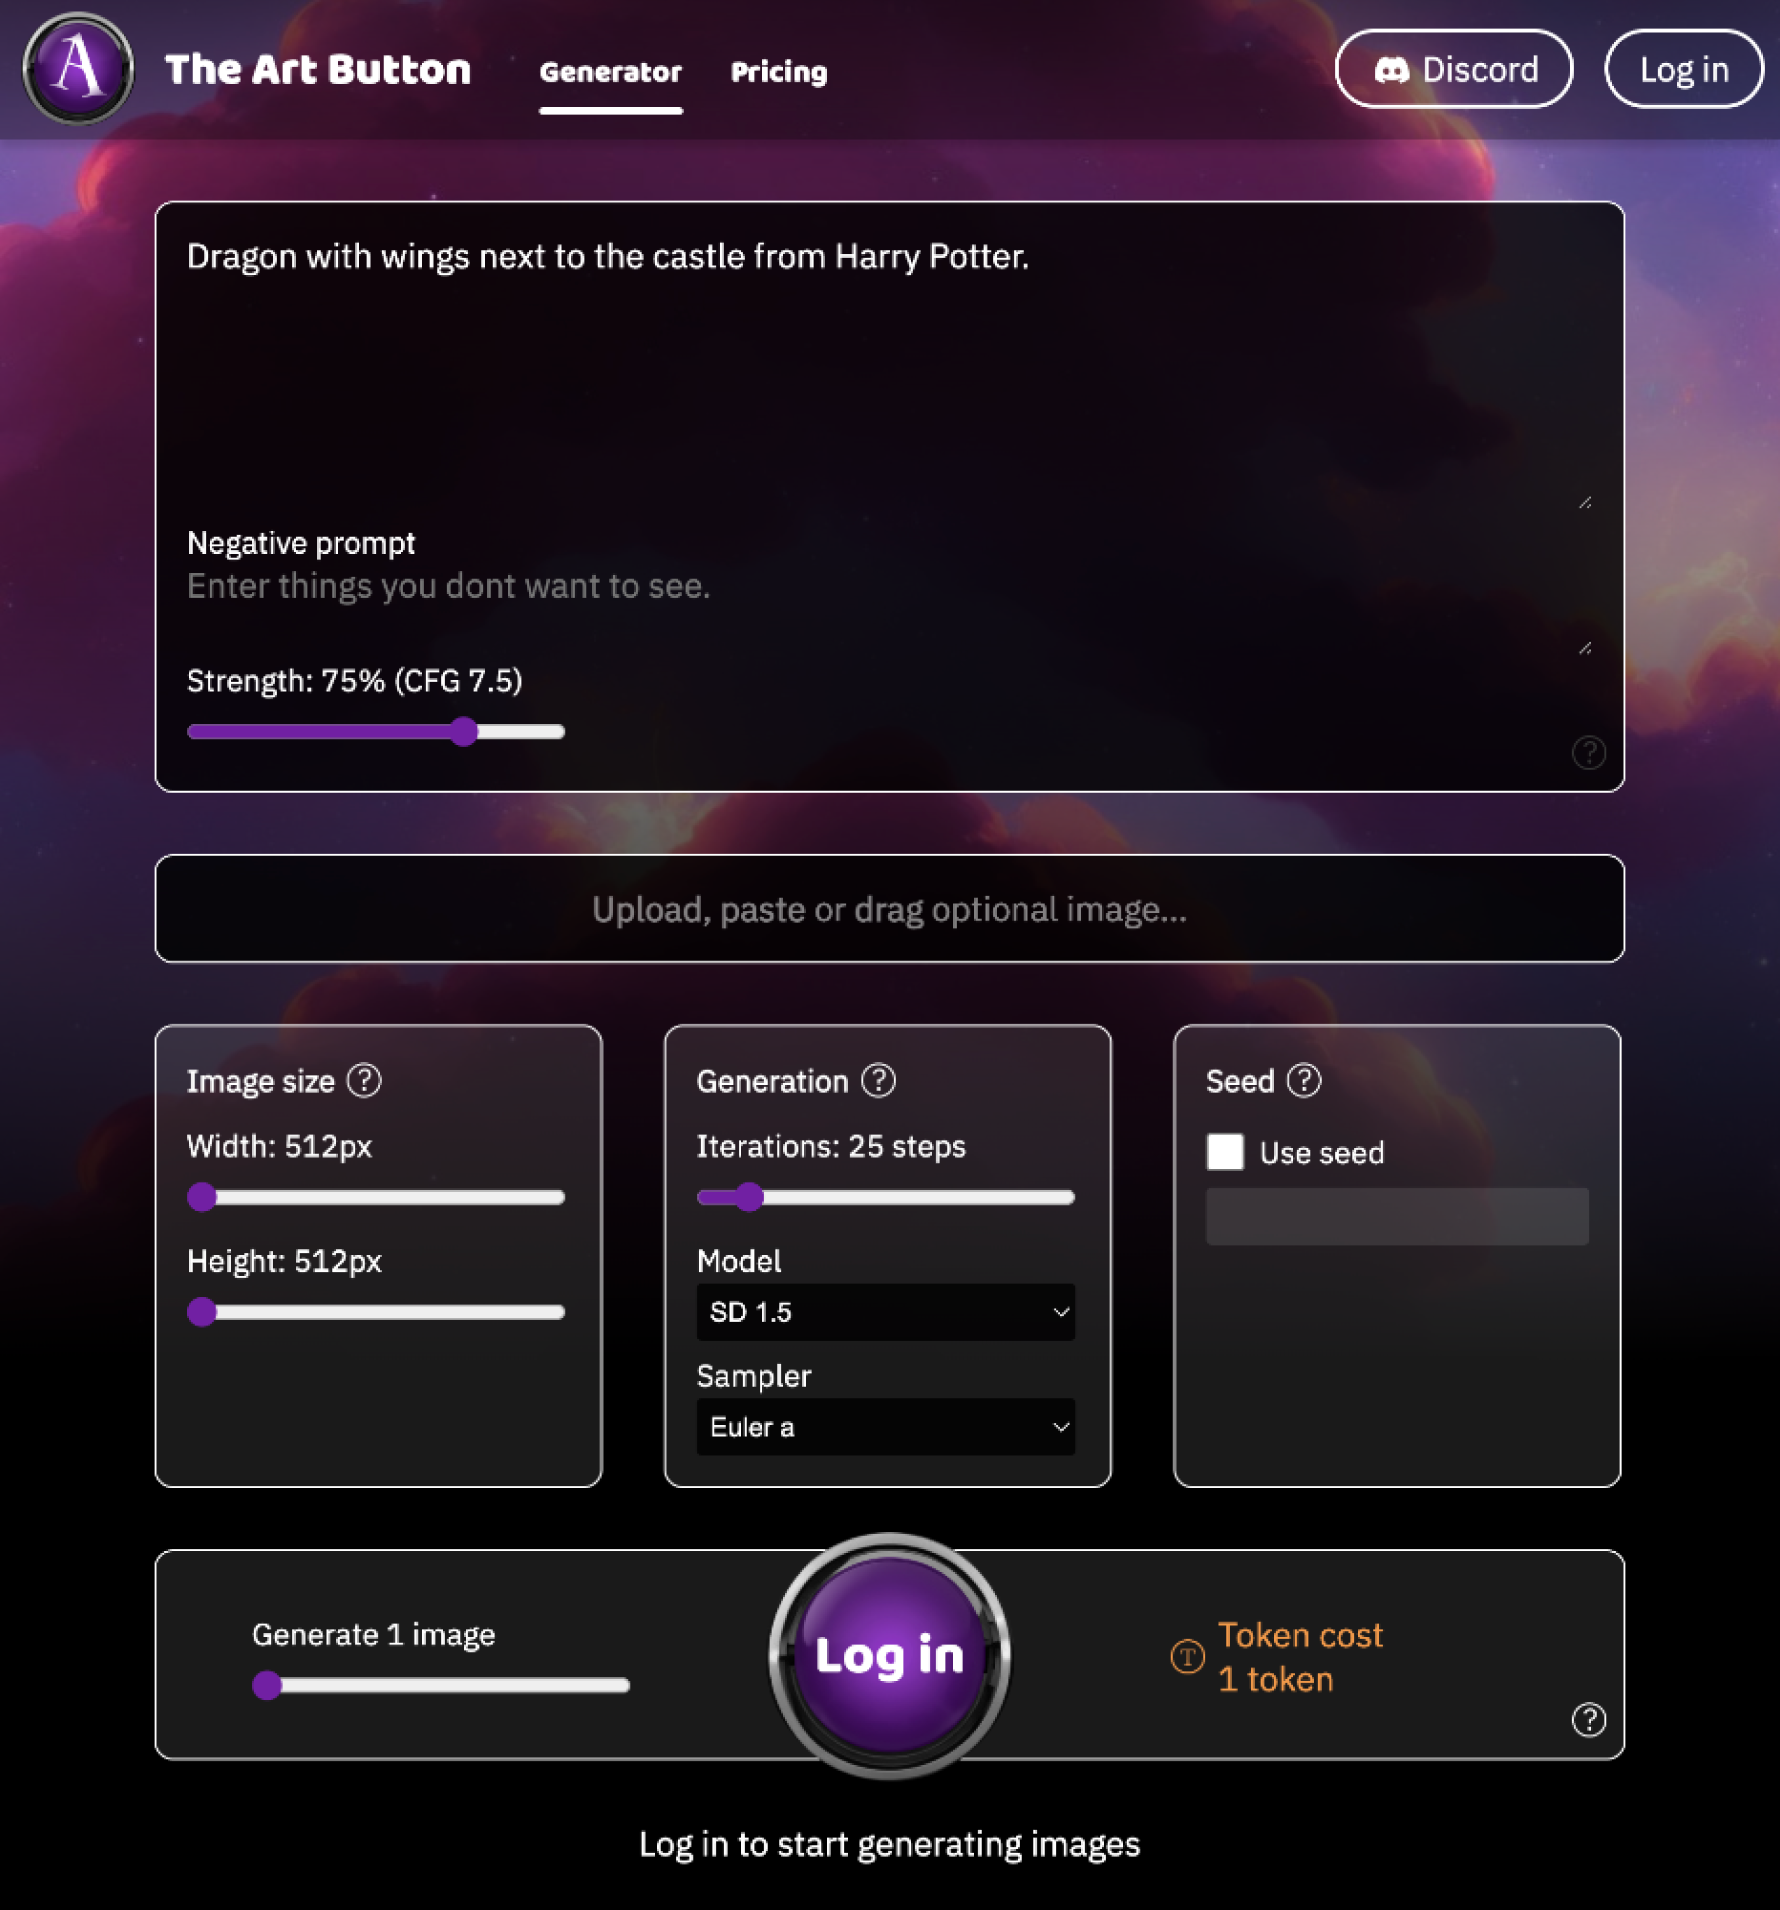 A The Art Button Generator Pricing Discord Log in
Dragon with wings next to the castle from Harry Potter.
Negative prompt
Enter things you dont want to see.
Strength: 75% (CFG 7.5)
?
Upload, paste or drag optional image...
Image size ?
Width: 512px
Height: 512px
Generation ?
Iterations: 25 steps
Model
SD 1.5
Sampler
Euler a
Seed ?
Use seed
Generate 1 image
Log in
T Token cost
1 token
?
Log in to start generating images